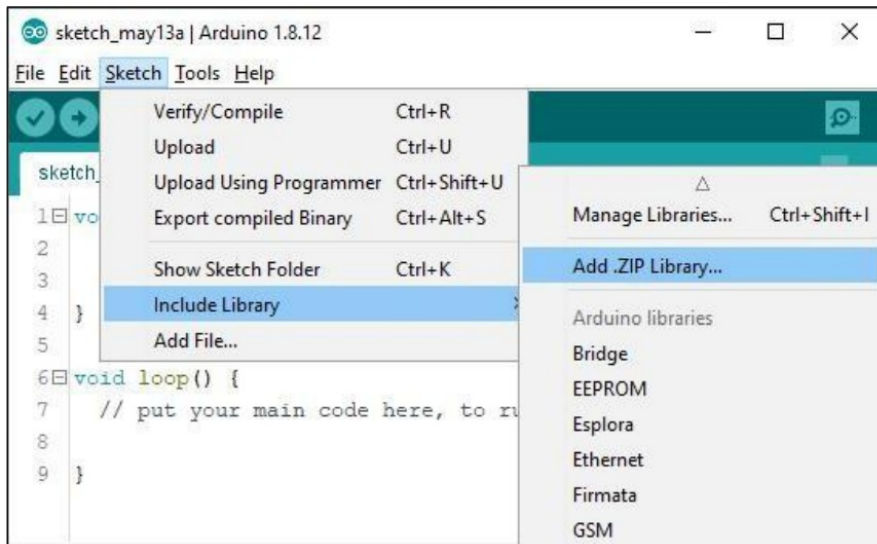 sketch_may13a | Arduino 1.8.12
File Edit Sketch Tools Help
Verify/Compile Ctrl+R
Upload Ctrl+U
Upload Using Programmer Ctrl+Shift+U
Export compiled Binary Ctrl+Alt+S
Show Sketch Folder Ctrl+K
Include Library
Add File...
Manage Libraries... Ctrl+Shift+I
Add .ZIP Library...
Arduino libraries
Bridge
EEPROM
Esplora
Ethernet
Firmata
GSM
sketch_
1 vo
2
3
4 }
5
6 void loop() {
7 // put your main code here, to ru
8
9 }